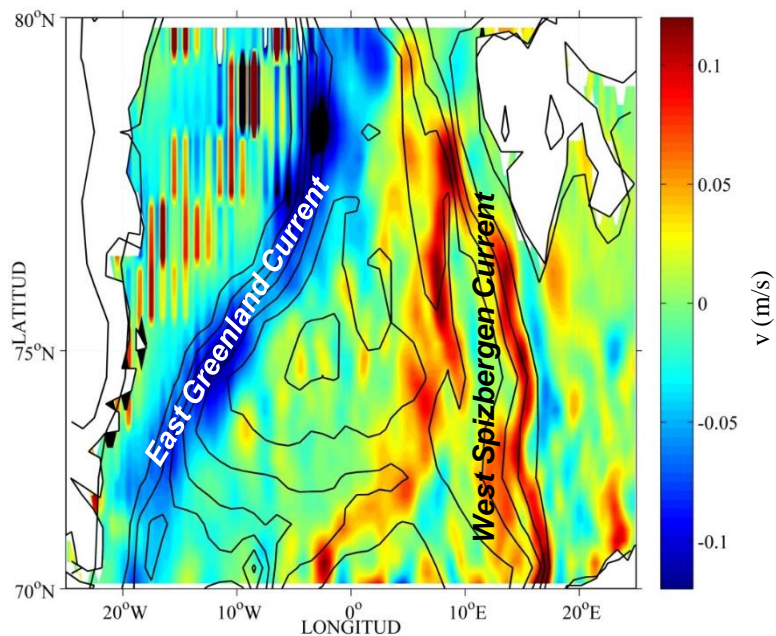 80°N
75°N
70°N
LATITUD
20°W
10°W
0°
10°E
20°E
LONGITUD
East Greenland Current
West Spizbergen Current
0.1
0.05
0
-0.05
-0.1
v (m/s)